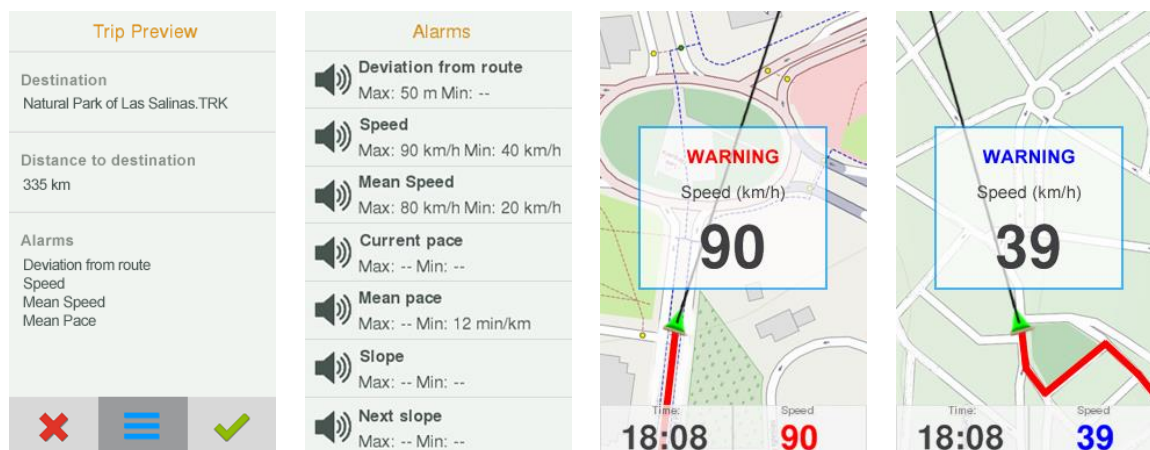 Trip Preview
Destination
Natural Park of Las Salinas.TRK
Distance to destination
335 km
Alarms
Deviation from route
Speed
Mean Speed
Mean Pace
Alarms
Deviation from route
Max: 50 m Min: --
Speed
Max: 90 km/h Min: 40 km/h
Mean Speed
Max: 80 km/h Min: 20 km/h
Current pace
Max: -- Min: --
Mean pace
Max: -- Min: 12 min/km
Slope
Max: -- Min: --
Next slope
Max: -- Min: --
WARNING
Speed (km/h)
90
Time: Speed
18:08 90
WARNING
Speed (km/h)
39
Time: Speed
18:08 39